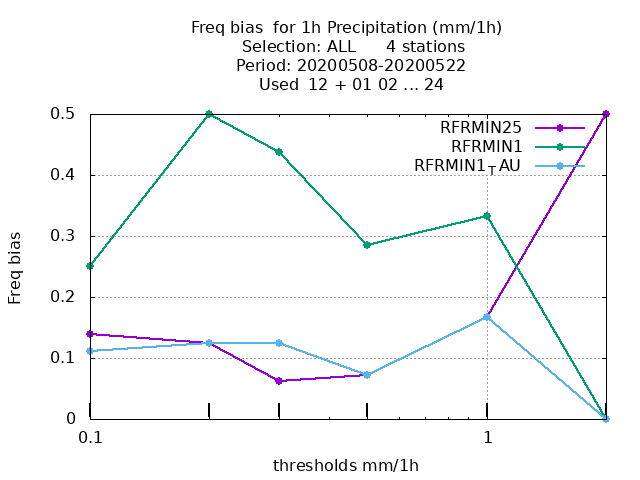 Freq bias  for 1h Precipitation (mm/1h)
Selection: ALL      4 stations
Period: 20200508-20200522
Used  12 + 01 02 ... 24
0.5
RFRMIN25
RFRMIN1
RFRMIN1TAU
0.4
0.3
Freq bias
0.2
0.1
0
0.1
1
thresholds mm/1h